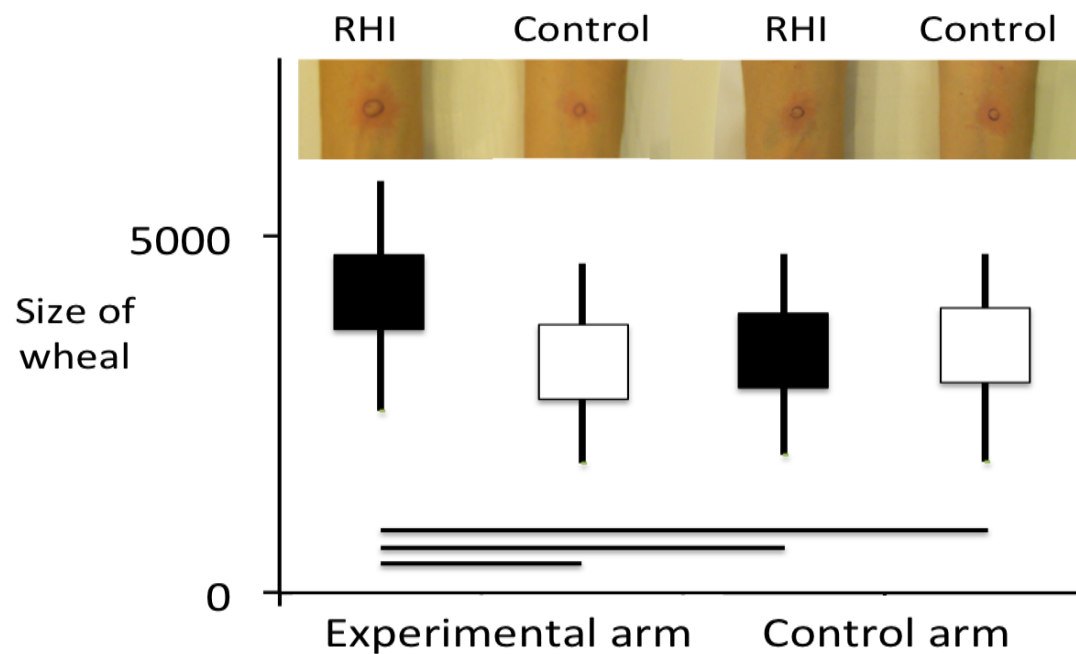 RHI Control RHI Control
5000
Size of
wheal
0
Experimental arm Control arm